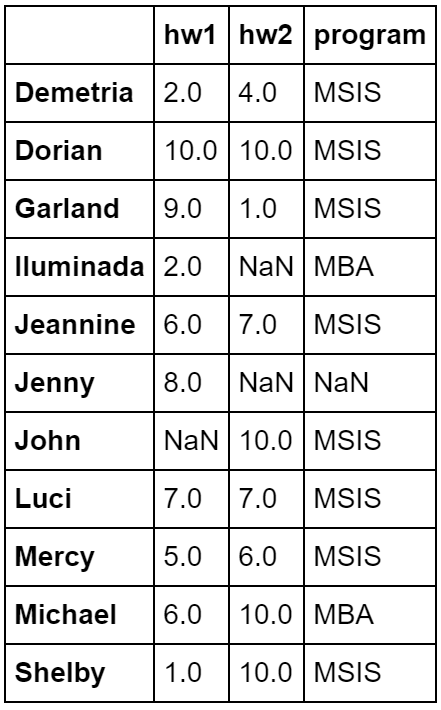 hw1 hw2 program
Demetria 2.0 4.0 MSIS
Dorian 10.0 10.0 MSIS
Garland 9.0 1.0 MSIS
Iluminada 2.0 NaN MBA
Jeannine 6.0 7.0 MSIS
Jenny 8.0 NaN NaN
John NaN 10.0 MSIS
Luci 7.0 7.0 MSIS
Mercy 5.0 6.0 MSIS
Michael 6.0 10.0 MBA
Shelby 1.0 10.0 MSIS